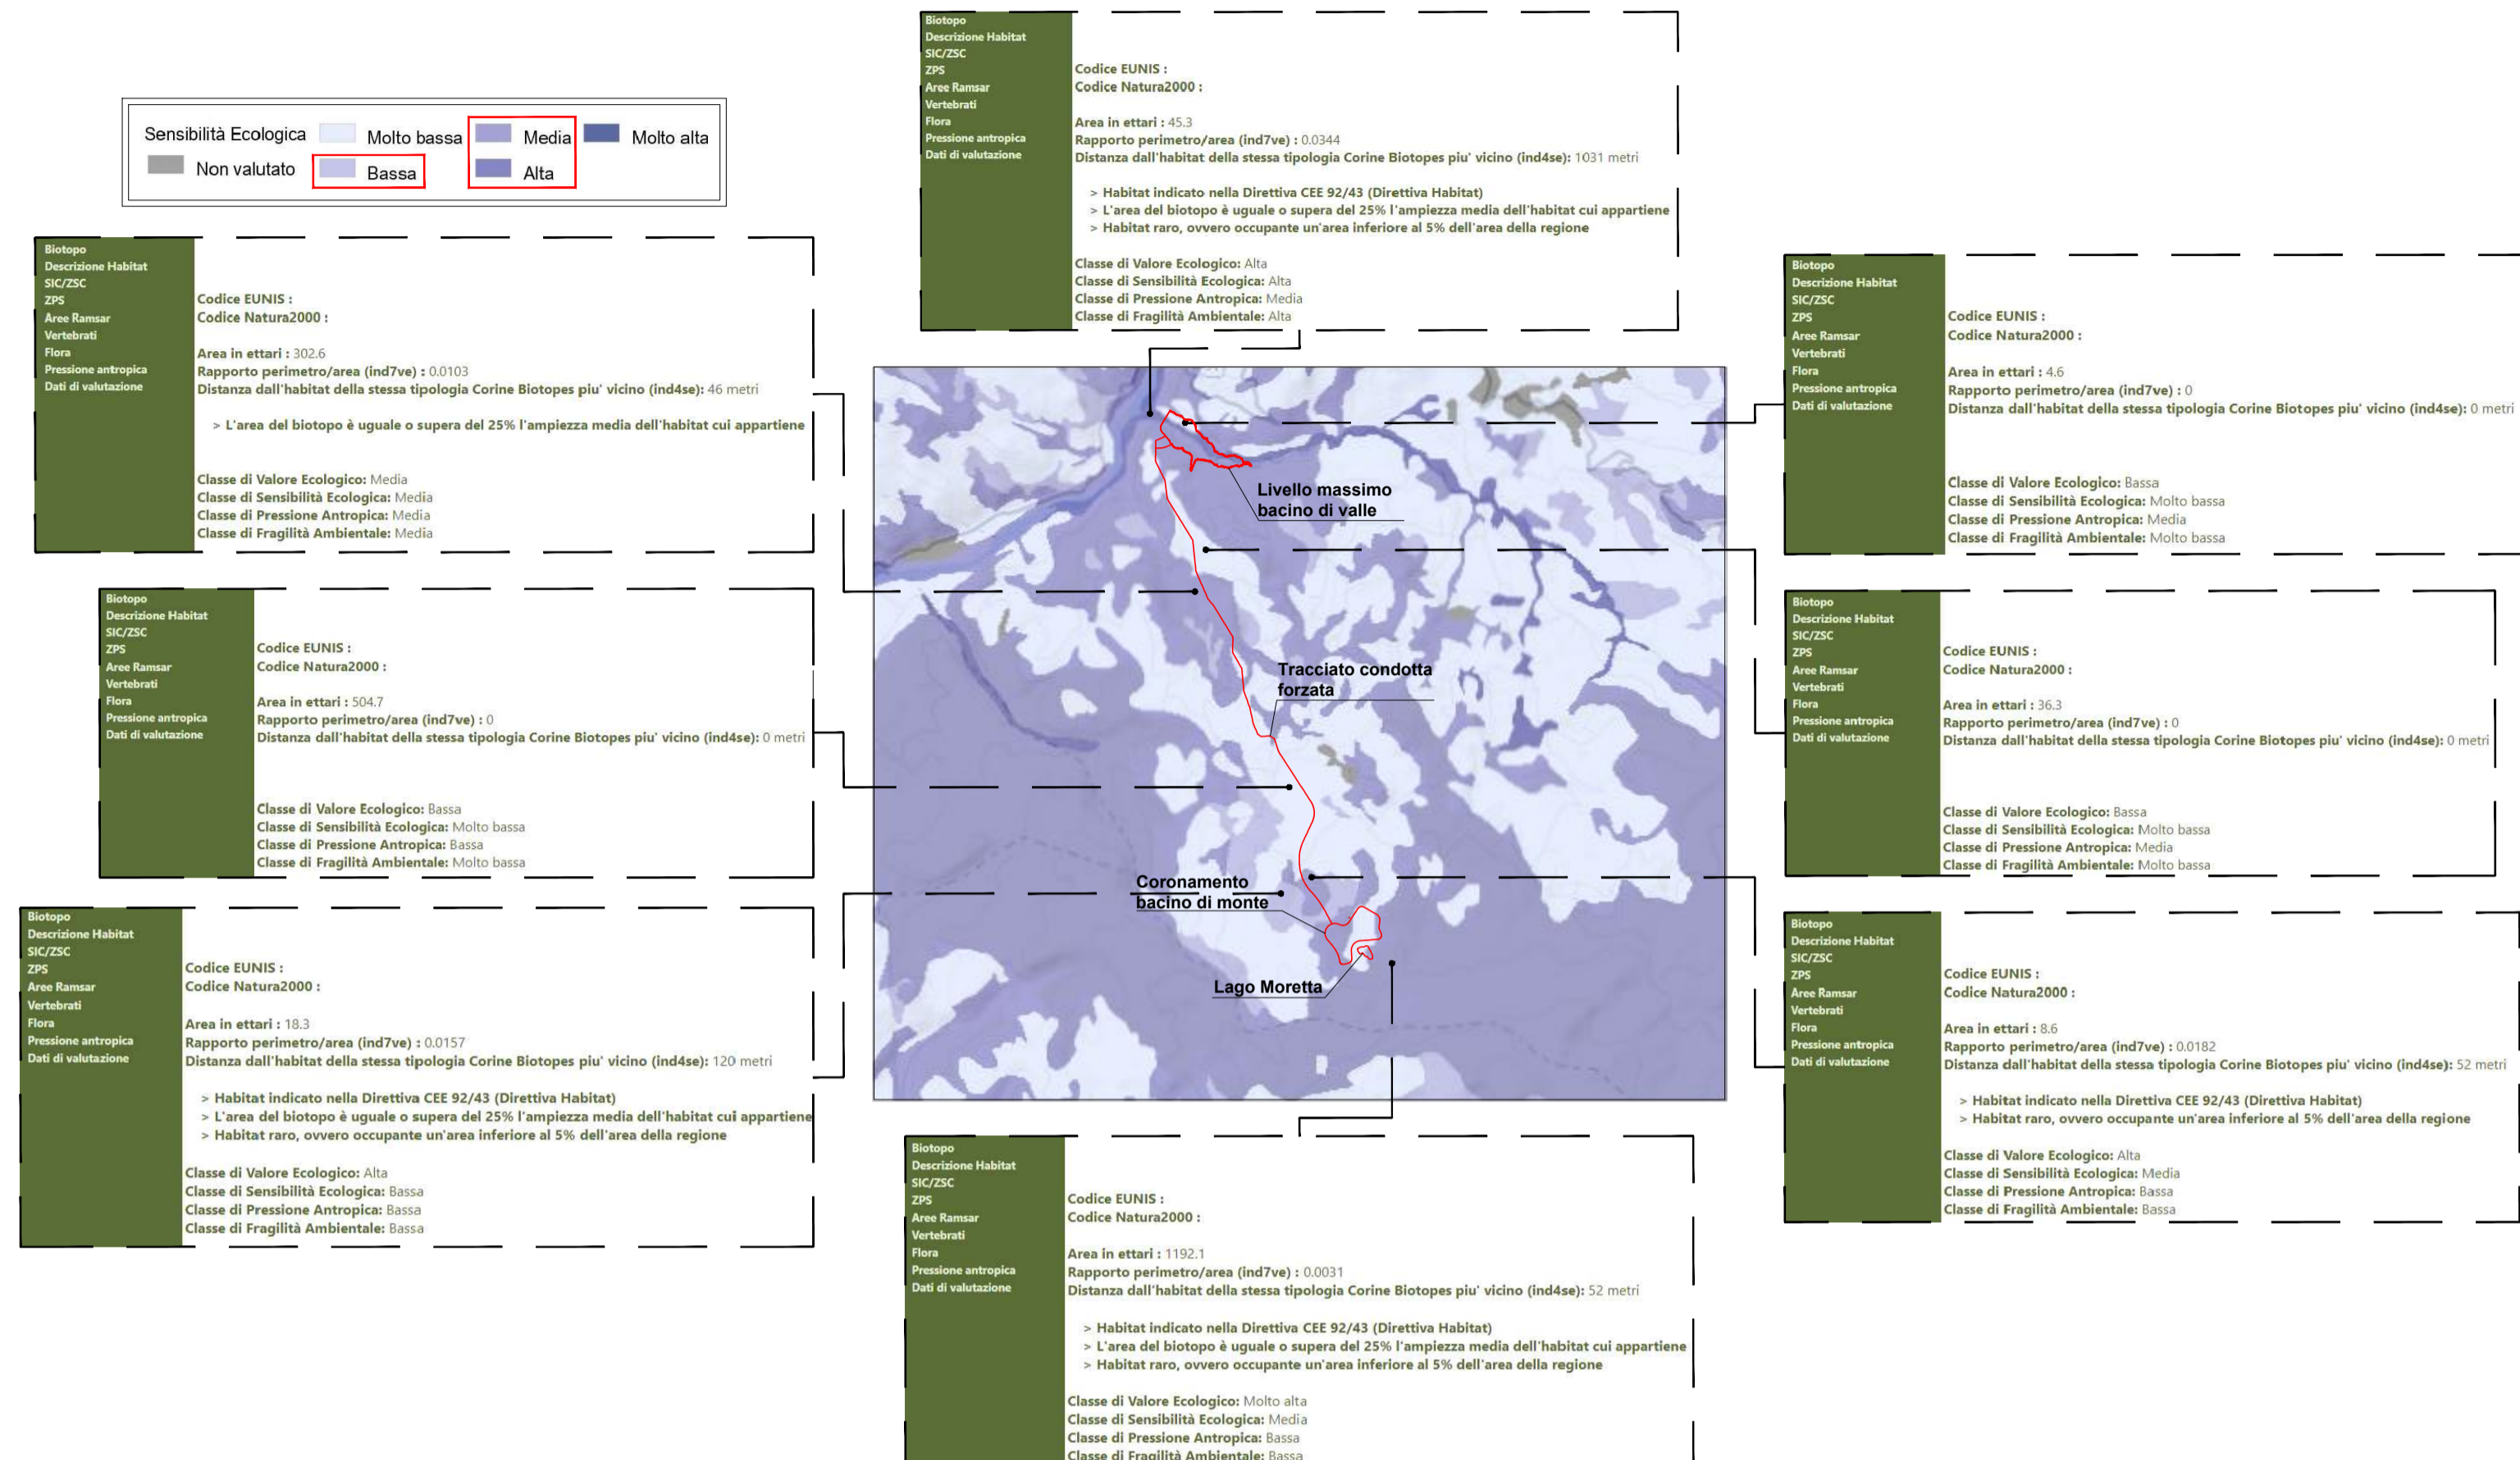 Sensibilità Ecologica
Molto bassa
Media
Molto alta
Non valutato
Bassa
Alta
Biotopo
Descrizione Habitat
SIC/ZSC
ZPS
Aree Ramsar
Vertebrati
Flora
Pressione antropica
Dati di valutazione
Codice EUNIS :
Codice Natura2000 :
Area in ettari : 45.3
Rapporto perimetro/area (ind7ve) : 0.0344
Distanza dall'habitat della stessa tipologia Corine Biotopes piu' vicino (ind4se): 1031 metri
> Habitat indicato nella Direttiva CEE 92/43 (Direttiva Habitat)
> L'area del biotopo è uguale o supera del 25% l'ampiezza media dell'habitat cui appartiene
> Habitat raro, ovvero occupante un'area inferiore al 5% dell'area della regione
Classe di Valore Ecologico: Alta
Classe di Sensibilità Ecologica: Alta
Classe di Pressione Antropica: Media
Classe di Fragilità Ambientale: Alta
Biotopo
Descrizione Habitat
SIC/ZSC
ZPS
Aree Ramsar
Vertebrati
Flora
Pressione antropica
Dati di valutazione
Codice EUNIS :
Codice Natura2000 :
Area in ettari : 302.6
Rapporto perimetro/area (ind7ve) : 0.0103
Distanza dall'habitat della stessa tipologia Corine Biotopes piu' vicino (ind4se): 46 metri
> L'area del biotopo è uguale o supera del 25% l'ampiezza media dell'habitat cui appartiene
Classe di Valore Ecologico: Media
Classe di Sensibilità Ecologica: Media
Classe di Pressione Antropica: Media
Classe di Fragilità Ambientale: Media
Biotopo
Descrizione Habitat
SIC/ZSC
ZPS
Aree Ramsar
Vertebrati
Flora
Pressione antropica
Dati di valutazione
Codice EUNIS :
Codice Natura2000 :
Area in ettari : 4.6
Rapporto perimetro/area (ind7ve) : 0
Distanza dall'habitat della stessa tipologia Corine Biotopes piu' vicino (ind4se): 0 metri
Classe di Valore Ecologico: Bassa
Classe di Sensibilità Ecologica: Molto bassa
Classe di Pressione Antropica: Media
Classe di Fragilità Ambientale: Molto bassa
Livello massimo
bacino di valle
Tracciato condotta
forzata
Coronamento
bacino di monte
Lago Moretta
Biotopo
Descrizione Habitat
SIC/ZSC
ZPS
Aree Ramsar
Vertebrati
Flora
Pressione antropica
Dati di valutazione
Codice EUNIS :
Codice Natura2000 :
Area in ettari : 504.7
Rapporto perimetro/area (ind7ve) : 0
Distanza dall'habitat della stessa tipologia Corine Biotopes piu' vicino (ind4se): 0 metri
Classe di Valore Ecologico: Bassa
Classe di Sensibilità Ecologica: Molto bassa
Classe di Pressione Antropica: Bassa
Classe di Fragilità Ambientale: Molto bassa
Biotopo
Descrizione Habitat
SIC/ZSC
ZPS
Aree Ramsar
Vertebrati
Flora
Pressione antropica
Dati di valutazione
Codice EUNIS :
Codice Natura2000 :
Area in ettari : 36.3
Rapporto perimetro/area (ind7ve) : 0
Distanza dall'habitat della stessa tipologia Corine Biotopes piu' vicino (ind4se): 0 metri
Classe di Valore Ecologico: Bassa
Classe di Sensibilità Ecologica: Molto bassa
Classe di Pressione Antropica: Media
Classe di Fragilità Ambientale: Molto bassa
Biotopo
Descrizione Habitat
SIC/ZSC
ZPS
Aree Ramsar
Vertebrati
Flora
Pressione antropica
Dati di valutazione
Codice EUNIS :
Codice Natura2000 :
Area in ettari : 18.3
Rapporto perimetro/area (ind7ve) : 0.0157
Distanza dall'habitat della stessa tipologia Corine Biotopes piu' vicino (ind4se): 120 metri
> Habitat indicato nella Direttiva CEE 92/43 (Direttiva Habitat)
> L'area del biotopo è uguale o supera del 25% l'ampiezza media dell'habitat cui appartiene
> Habitat raro, ovvero occupante un'area inferiore al 5% dell'area della regione
Classe di Valore Ecologico: Alta
Classe di Sensibilità Ecologica: Bassa
Classe di Pressione Antropica: Bassa
Classe di Fragilità Ambientale: Bassa
Biotopo
Descrizione Habitat
SIC/ZSC
ZPS
Aree Ramsar
Vertebrati
Flora
Pressione antropica
Dati di valutazione
Codice EUNIS :
Codice Natura2000 :
Area in ettari : 8.6
Rapporto perimetro/area (ind7ve) : 0.0182
Distanza dall'habitat della stessa tipologia Corine Biotopes piu' vicino (ind4se): 52 metri
> Habitat indicato nella Direttiva CEE 92/43 (Direttiva Habitat)
> Habitat raro, ovvero occupante un'area inferiore al 5% dell'area della regione
Classe di Valore Ecologico: Alta
Classe di Sensibilità Ecologica: Media
Classe di Pressione Antropica: Bassa
Classe di Fragilità Ambientale: Bassa
Biotopo
Descrizione Habitat
SIC/ZSC
ZPS
Aree Ramsar
Vertebrati
Flora
Pressione antropica
Dati di valutazione
Codice EUNIS :
Codice Natura2000 :
Area in ettari : 1192.1
Rapporto perimetro/area (ind7ve) : 0.0031
Distanza dall'habitat della stessa tipologia Corine Biotopes piu' vicino (ind4se): 52 metri
> Habitat indicato nella Direttiva CEE 92/43 (Direttiva Habitat)
> L'area del biotopo è uguale o supera del 25% l'ampiezza media dell'habitat cui appartiene
> Habitat raro, ovvero occupante un'area inferiore al 5% dell'area della regione
Classe di Valore Ecologico: Molto alta
Classe di Sensibilità Ecologica: Media
Classe di Pressione Antropica: Bassa
Classe di Fragilità Ambientale: Bassa